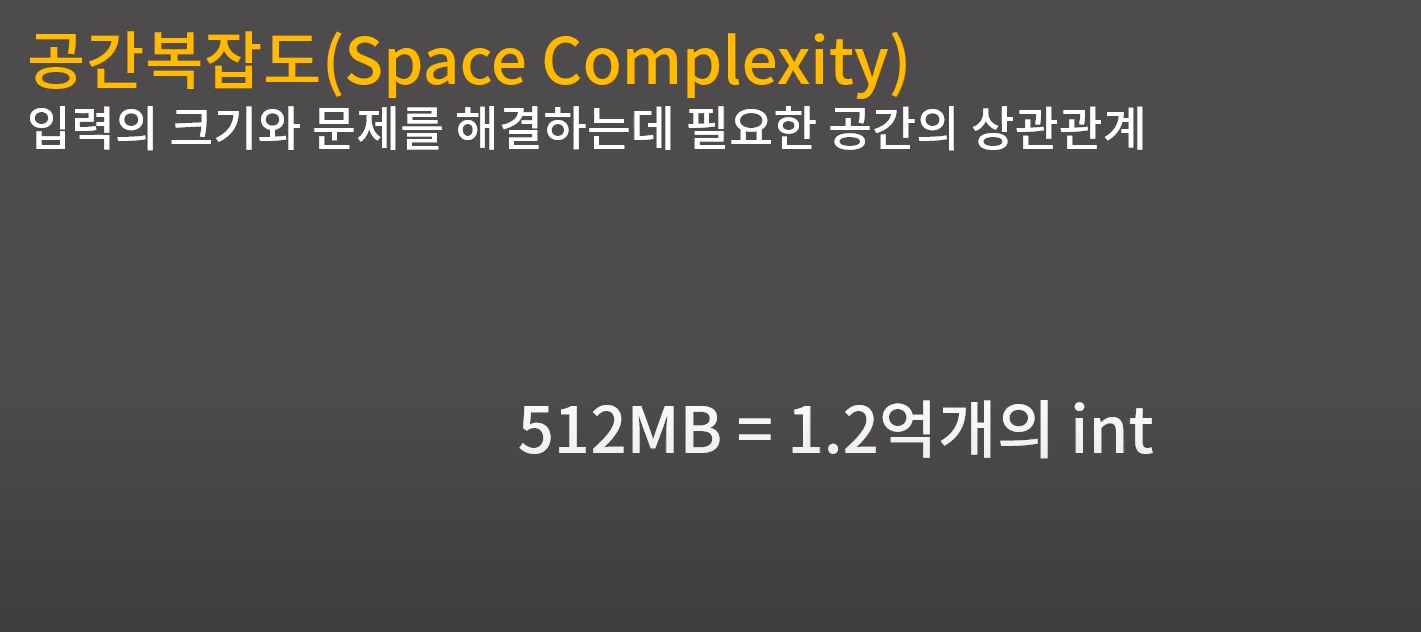 공간복잡도(Space Complexity)
입력의 크기와 문제를 해결하는데 필요한 공간의 상관관계
512MB = 1.2억개의 int